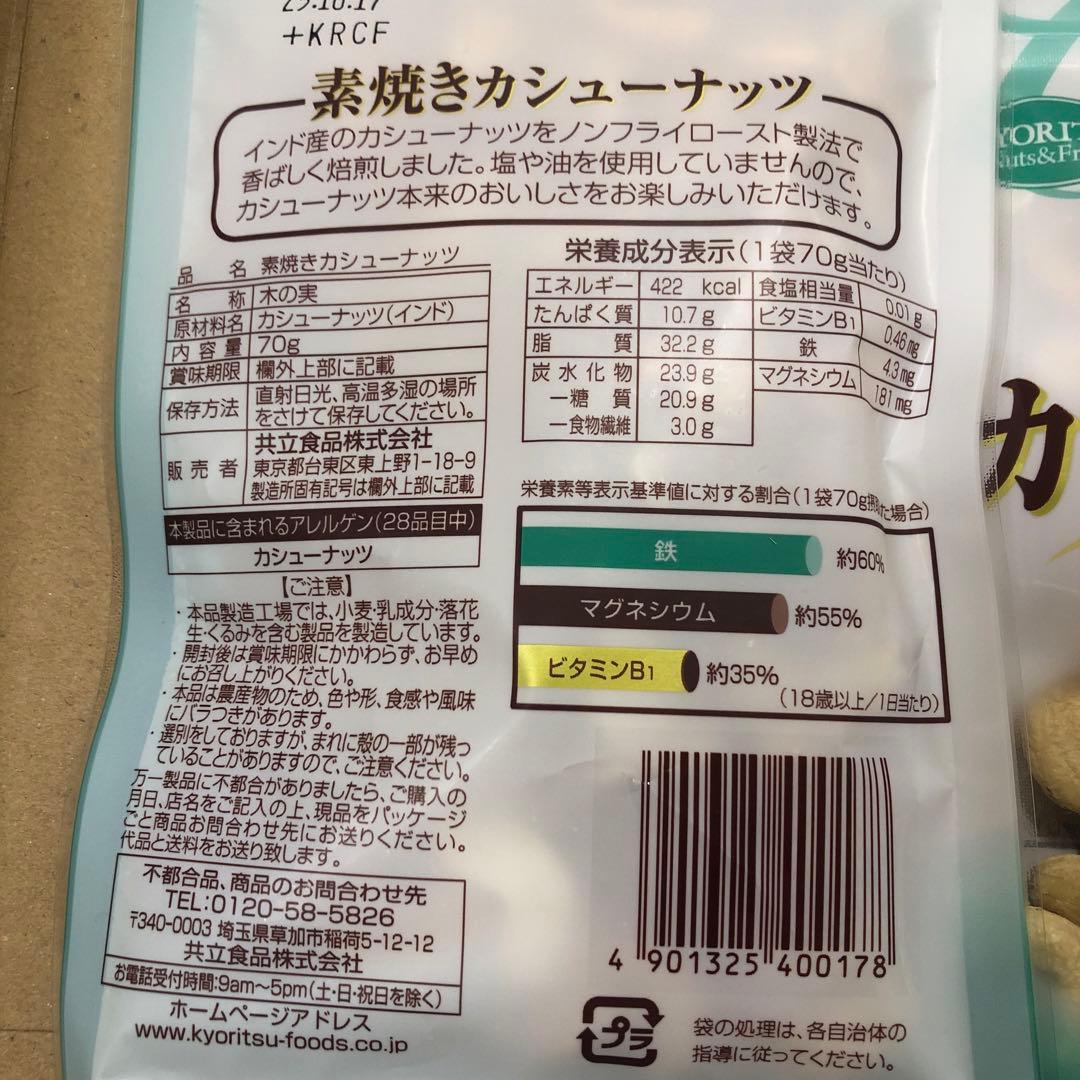 +KRCF
素焼きカシューナッツ
インド産のカシューナッツをノンフライロースト製法で
香ばしく焙煎しました。塩や油を使用していませんので、
カシューナッツ本来のおいしさをお楽しみいただけます。
品名 素焼きカシューナッツ
名称 木の実
原材料名 カシューナッツ(インド)
内容量 70g
賞味期限 欄外上部に記載
保存方法 直射日光、高温多湿の場所
をさけて保存してください。
販売者 共立食品株式会社
東京都台東区東上野1-18-9
製造所固有記号は欄外上部に記載
本製品に含まれるアレルゲン(28品目中)
カシューナッツ
【ご注意】
・本品製造工場では、小麦・乳成分・落花
生・くるみを含む製品を製造しています。
・開封後は賞味期限にかかわらず、お早め
にお召し上がりください。
・本品は農産物のため、色や形、食感や風味
にバラつきがあります。
・選別をしておりますが、まれに殻の一部が残っ
ていることがありますので、ご注意ください。
万一製品に不都合がありましたら、ご購入の
月日、店名をご記入の上、現品をパッケージ
ごと商品お問合わせ先にお送りください。
代品と送料をお送り致します。
不都合品、商品のお問合わせ先
TEL:0120-58-5826
〒340-0003 埼玉県草加市稲荷5-12-12
共立食品株式会社
お電話受付時間:9am～5pm(土・日・祝日を除く)
ホームページアドレス
www.kyoritsu-foods.co.jp
栄養成分表示(1袋70g当たり)
エネルギー 422 kcal
たんぱく質 10.7g
脂質 32.2g
炭水化物 23.9g
－糖質 20.9g
－食物繊維 3.0g
食塩相当量 0.01g
ビタミンB1 0.46mg
鉄 4.3mg
マグネシウム 181mg
栄養素等表示基準値に対する割合(1袋70g摂取した場合)
鉄 約60%
マグネシウム 約55%
ビタミンB1 約35%
(18歳以上/1日当たり)
4 901325 400178
プラ
袋の処理は、各自治体の
指導に従ってください。
カ